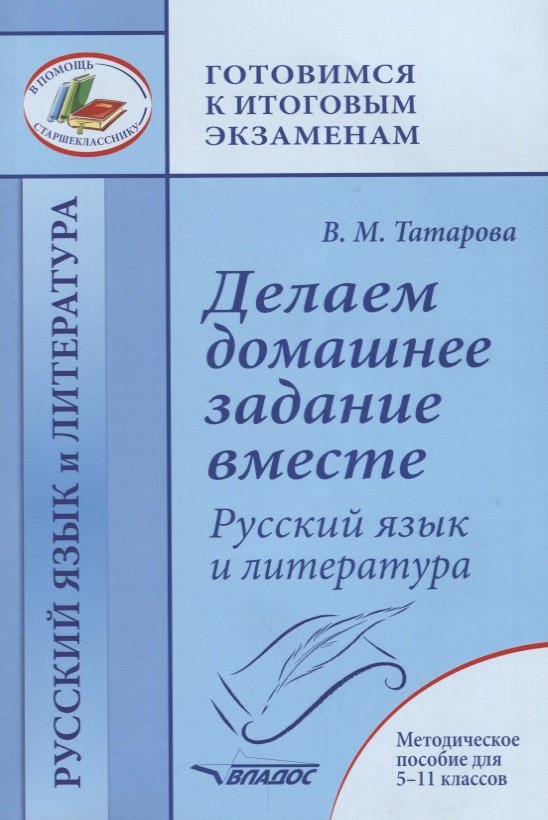 В ПОМОЩЬ
СТАРШЕКЛАССНИКУ
ГОТОВИМСЯ
К ИТОГОВЫМ
ЭКЗАМЕНАМ
РУССКИЙ ЯЗЫК и ЛИТЕРАТУРА
В. М. Татарова
Делаем
домашнее
задание
вместе
Русский язык
и литература
ВЛАДОС
Методическое
пособие для
5–11 классов